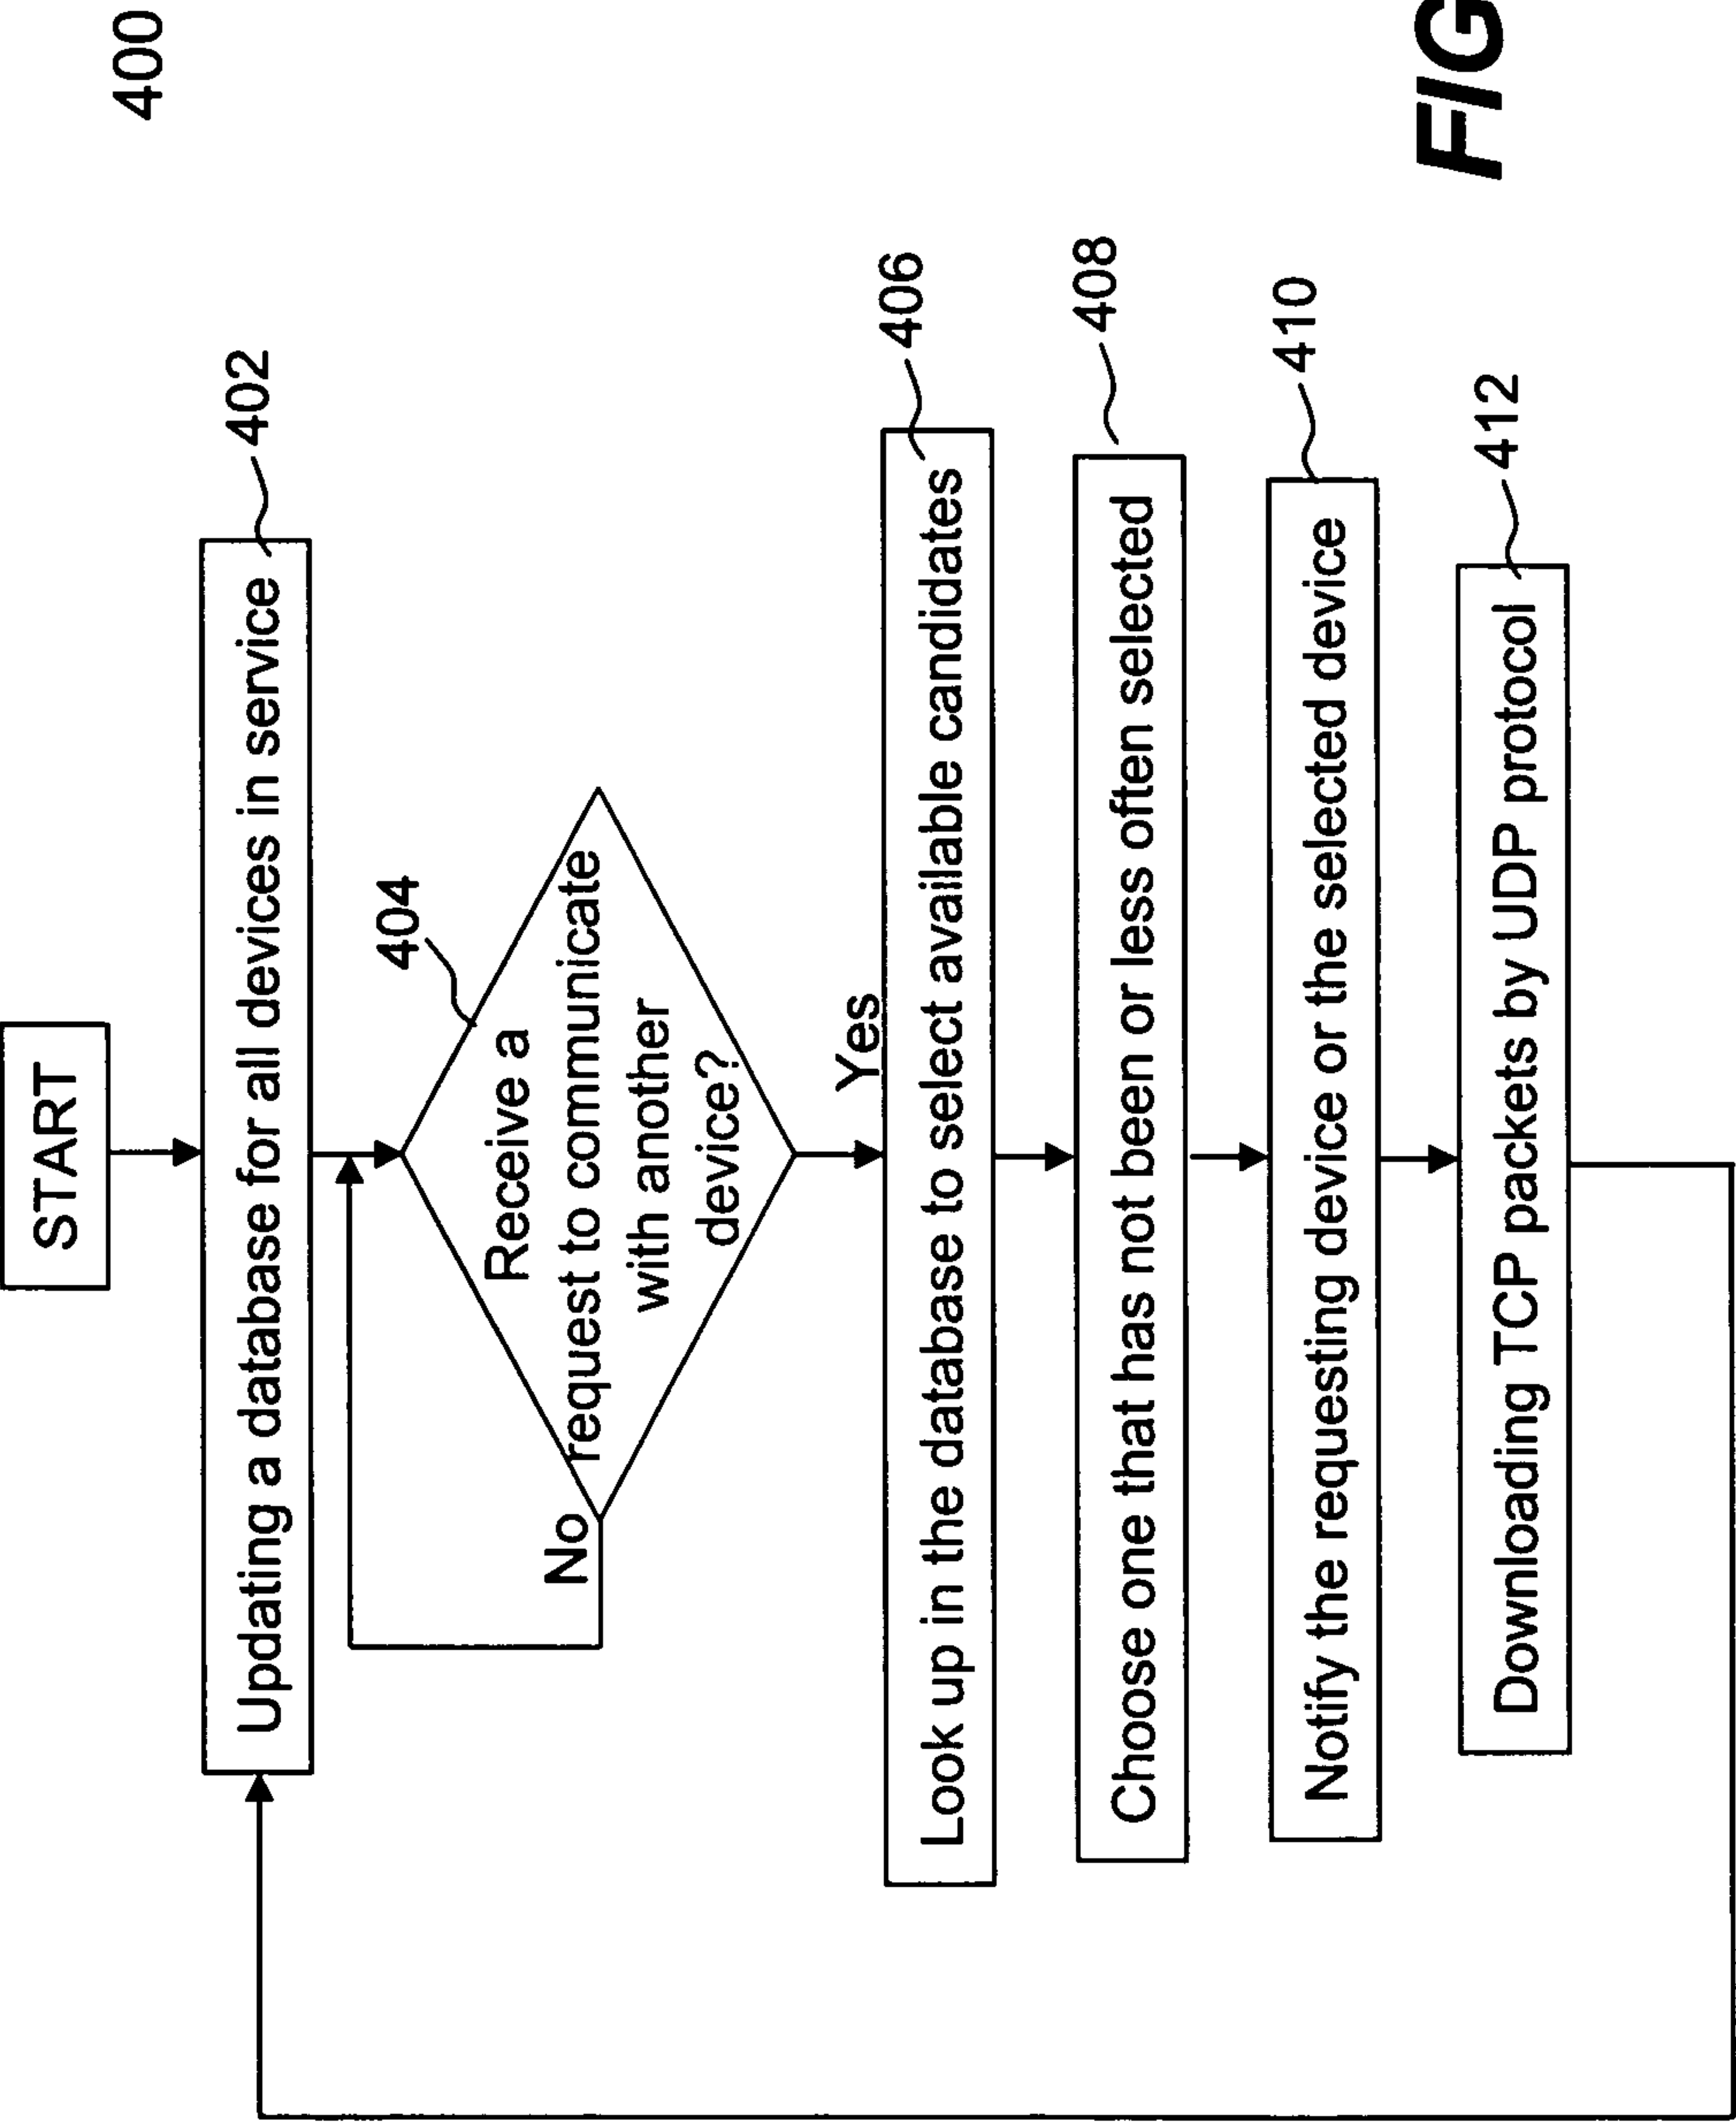 400
START
Updating a database for all devices in service
402
404
Receive a
request to communicate
with another
device?
No
Yes
Look up in the database to select available candidates
406
Choose one that has not been or less often selected
408
Notify the requesting device or the selected device
410
Downloading TCP packets by UDP protocol
412
FIG